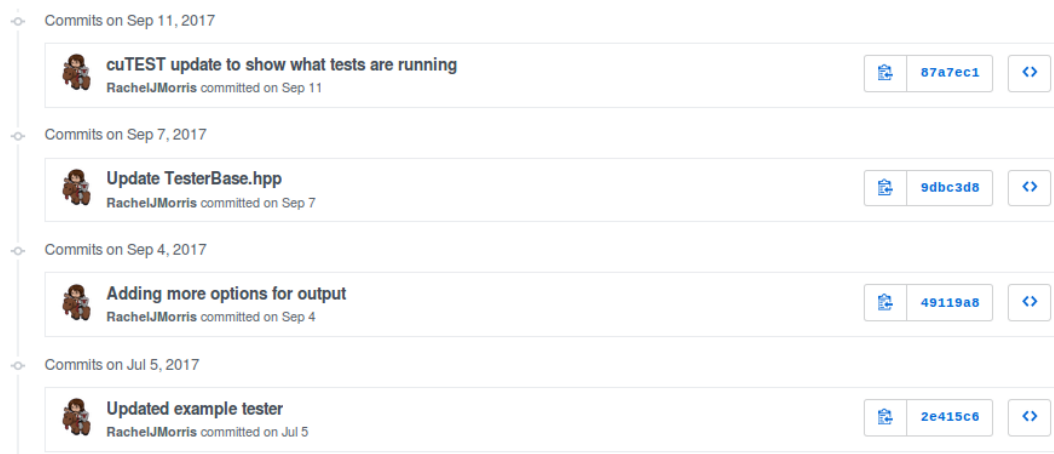 Commits on Sep 11, 2017
cuTEST update to show what tests are running
RachelJMorris committed on Sep 11
87a7ec1
Commits on Sep 7, 2017
Update TesterBase.hpp
RachelJMorris committed on Sep 7
9dbc3d8
Commits on Sep 4, 2017
Adding more options for output
RachelJMorris committed on Sep 4
49119a8
Commits on Jul 5, 2017
Updated example tester
RachelJMorris committed on Jul 5
2e415c6